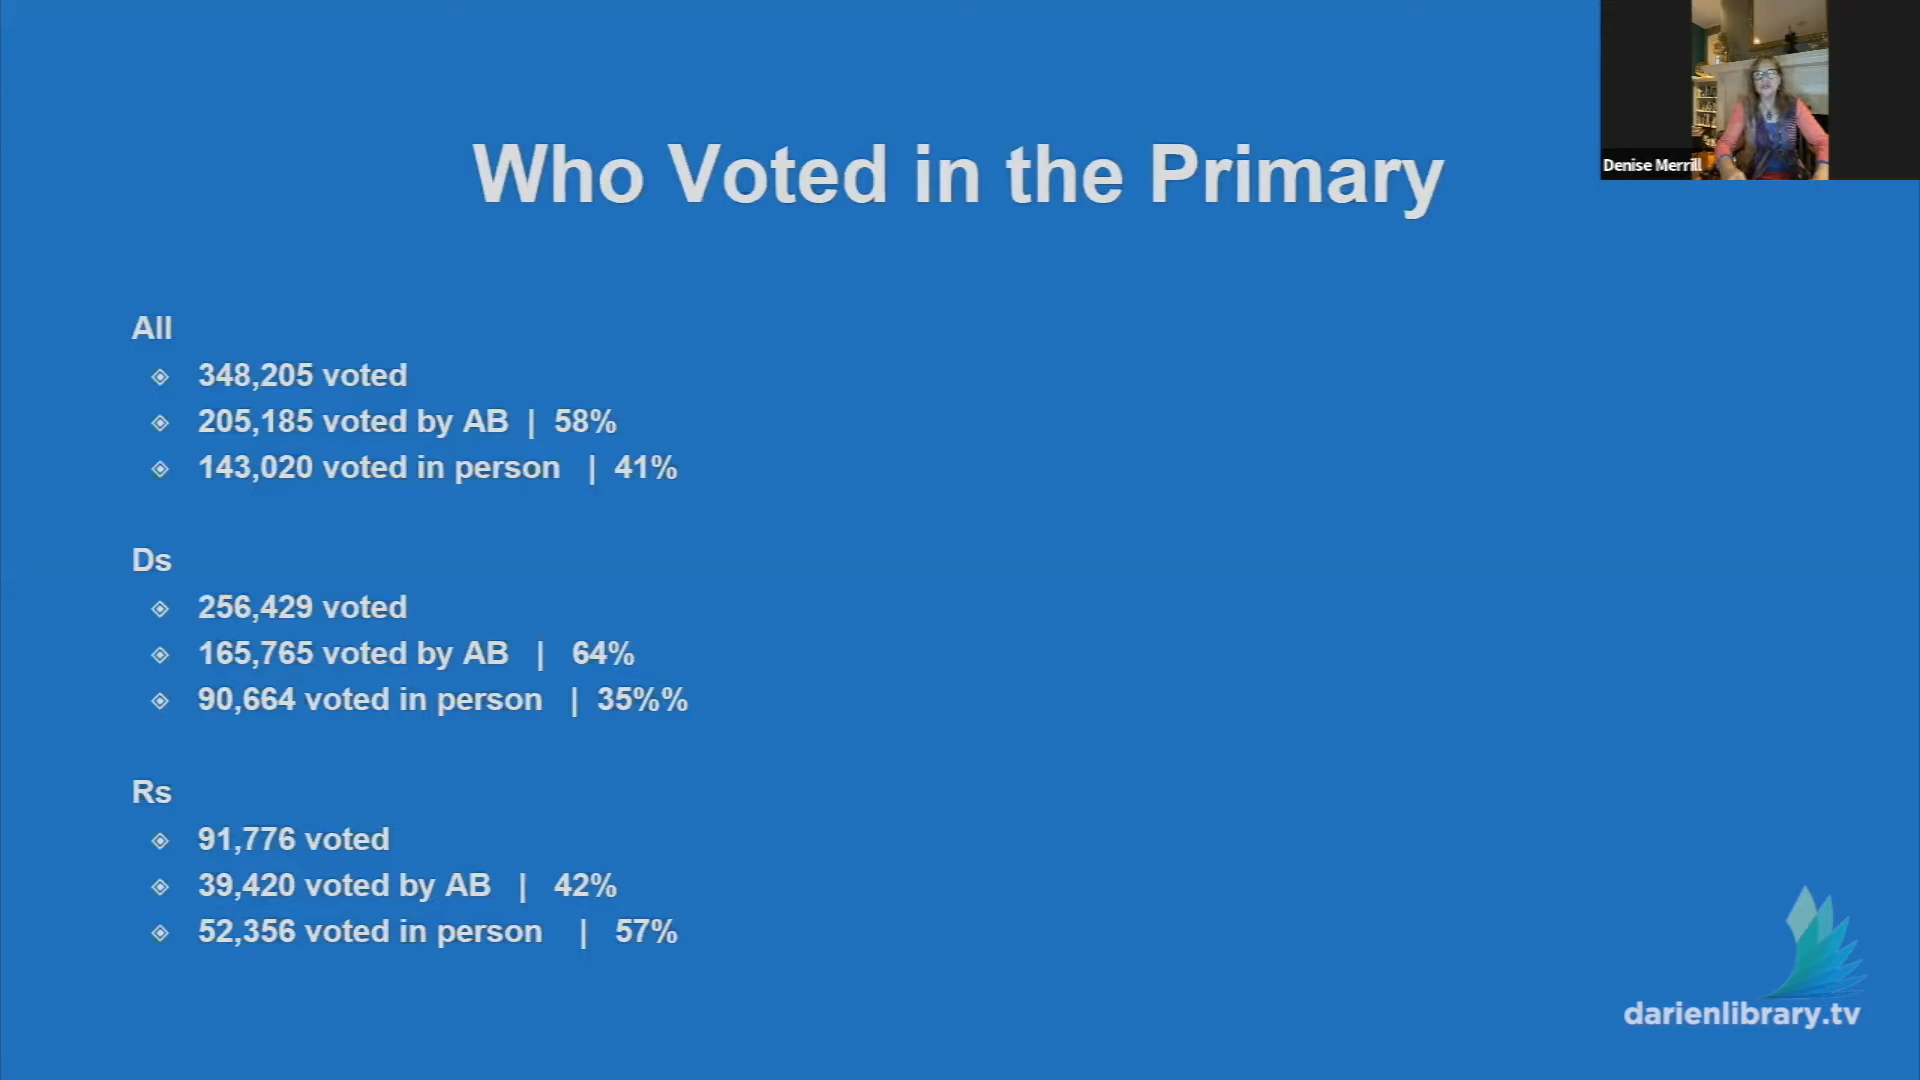 Who Voted in the Primary
Denise Merrill
All
348,205 voted
205,185 voted by AB | 58%
143,020 voted in person | 41%
Ds
256,429 voted
165,765 voted by AB | 64%
90,664 voted in person | 35%%
Rs
91,776 voted
39,420 voted by AB | 42%
52,356 voted in person | 57%
darienlibrary.tv